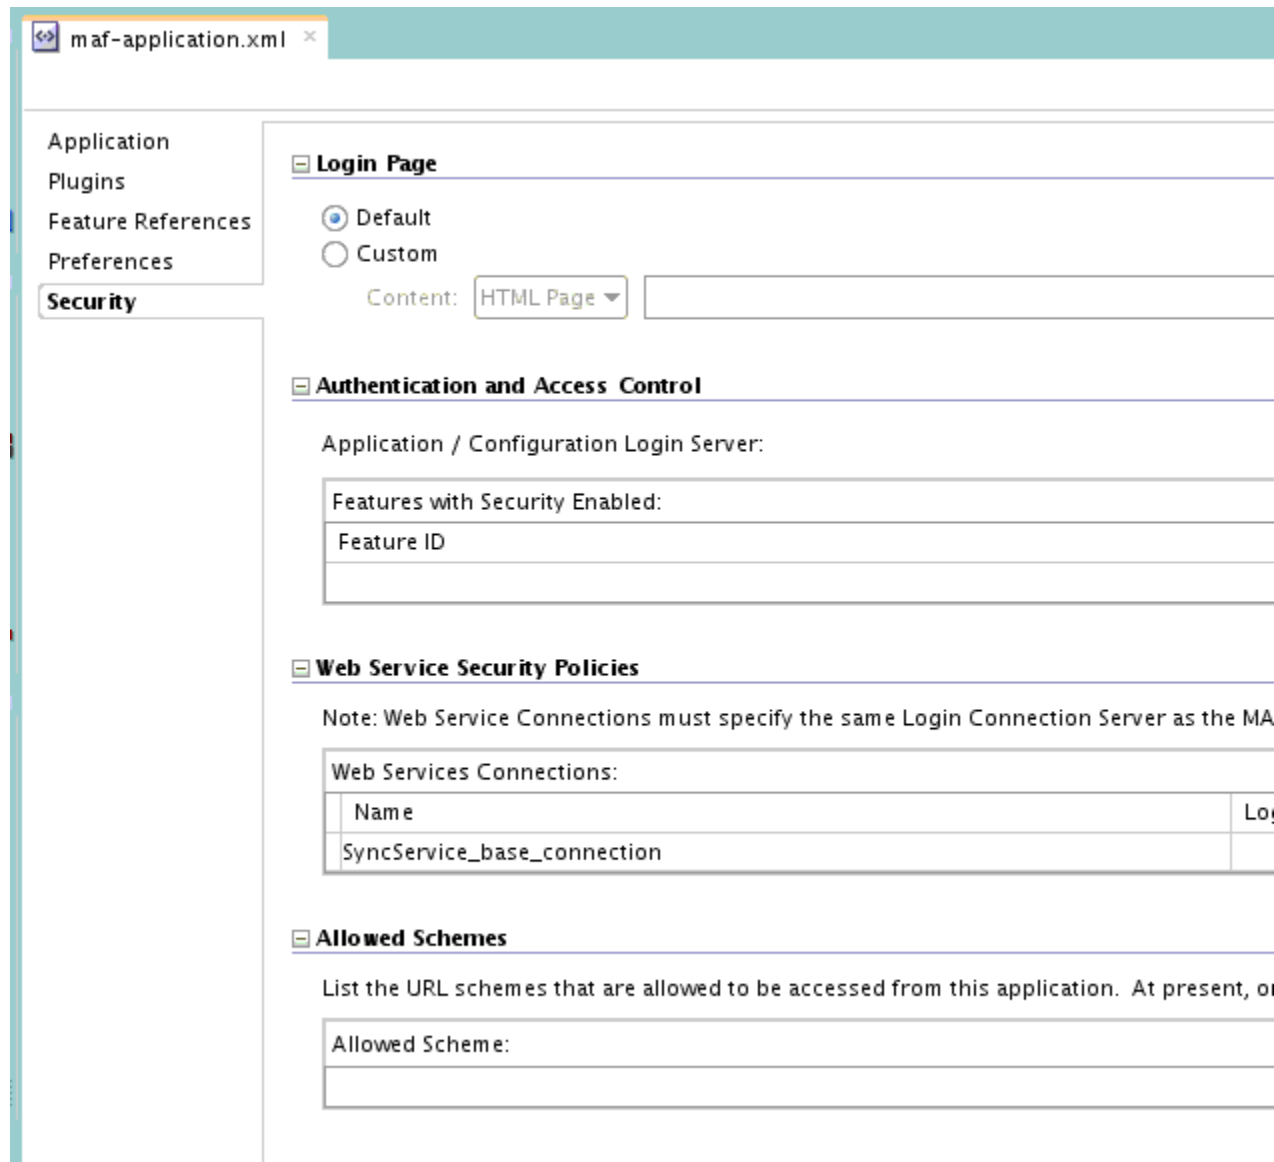 maf-application.xml
Application
Plugins
Feature References
Preferences
Security
Login Page
Default
Custom
Content: HTML Page
Authentication and Access Control
Application / Configuration Login Server:
Features with Security Enabled:
Feature ID
Web Service Security Policies
Note: Web Service Connections must specify the same Login Connection Server as the MA
Web Services Connections:
Name Log
SyncService_base_connection
Allowed Schemes
List the URL schemes that are allowed to be accessed from this application. At present, on
Allowed Scheme: